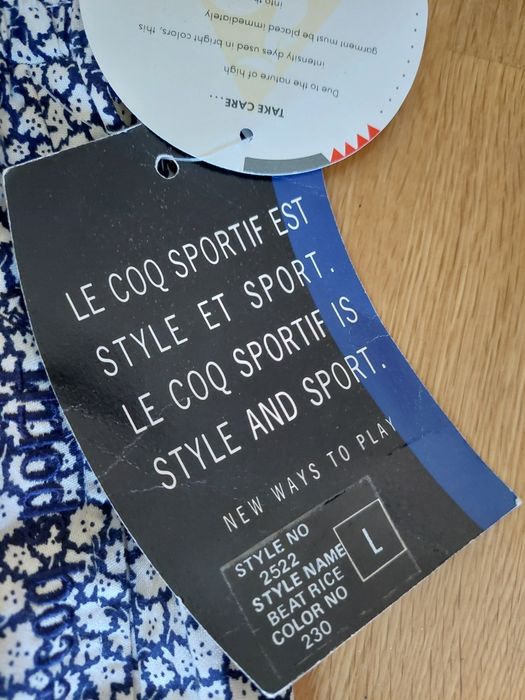 TAKE CARE...
Due to the nature of high
intensity dyes used in bright colors, this
garment must be placed immediately
into
LE COQ SPORTIF EST
STYLE ET SPORT.
LE COQ SPORTIF IS
STYLE AND SPORT.
NEW WAYS TO PLAY
STYLE NO
2522
STYLE NAME
BEAT RICE
COLOR NO
230
L
coq